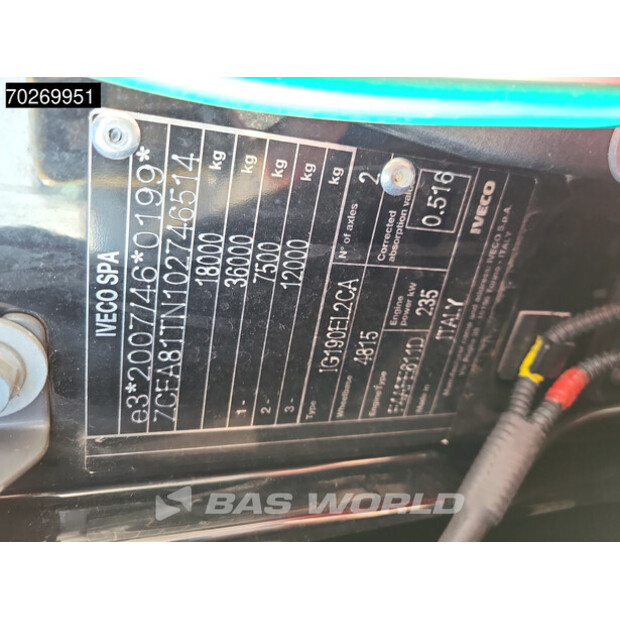 70269951
IVECO SPA
e3*2007/46*0199*
ZCFA81TN102746514
18000 kg
1 - 36000 kg
2 - 7500 kg
3 - 12000 kg
Type IG190EL2CA N° of axles 2
Wheelbase 4815 Corrected absorption value 0.516
Engine Type Engine power kW 235
Made in ITALY IVECO
BAS WORLD